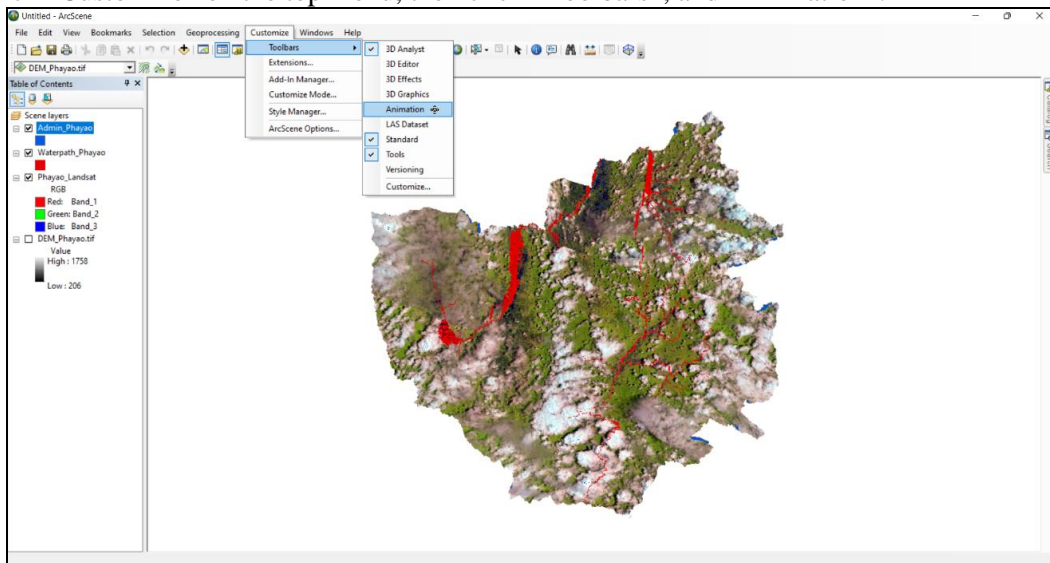 Untitled - ArcScene
File Edit View Bookmarks Selection Geoprocessing Customize Windows Help
DEM_Phayao.tif
Table of Contents
Scene layers
Admin_Phayao
Waterpath_Phayao
Phayao_Landsat
RGB
Red: Band_1
Green: Band_2
Blue: Band_3
DEM_Phayao.tif
Value
High : 1758
Low : 206
Toolbars
Extensions...
Add-In Manager...
Customize Mode...
Style Manager...
ArcScene Options...
3D Analyst
3D Editor
3D Effects
3D Graphics
Animation
LAS Dataset
Standard
Tools
Versioning
Customize...